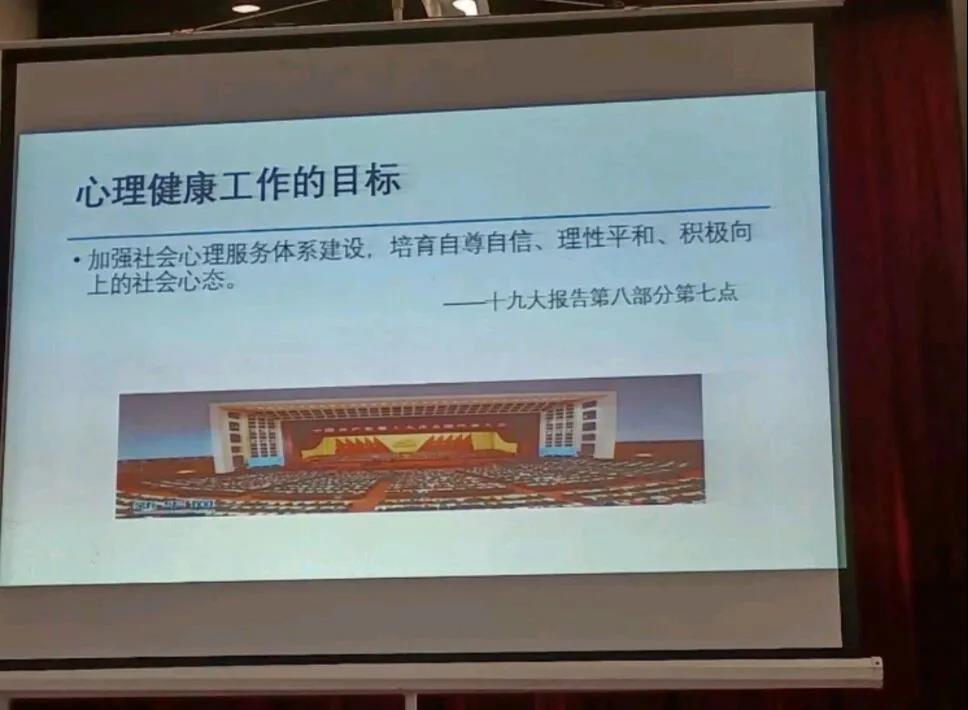 心理健康工作的目标
•加强社会心理服务体系建设，培育自尊自信、理性平和、积极向
上的社会心态。
——十九大报告第八部分第七点